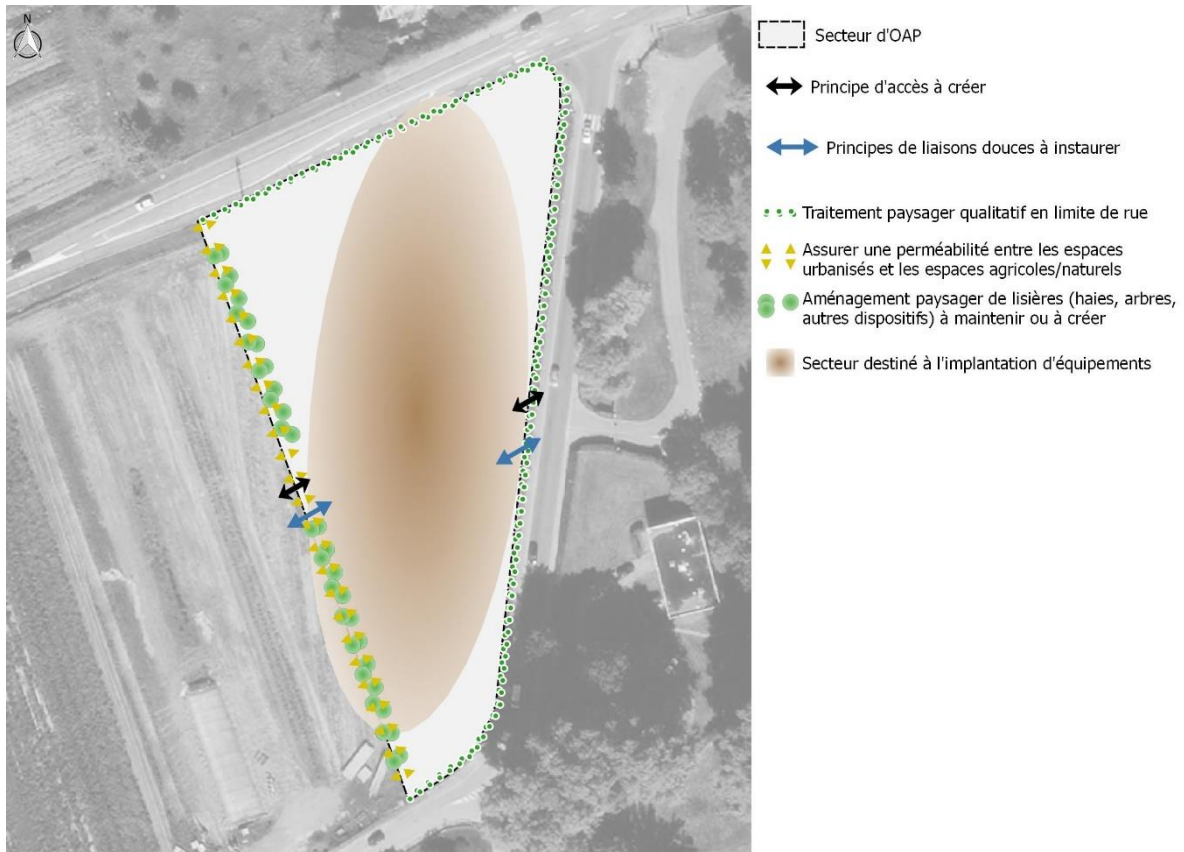 N
Secteur d'OAP
Principe d'accès à créer
Principes de liaisons douces à instaurer
Traitement paysager qualitatif en limite de rue
Assurer une perméabilité entre les espaces
urbanisés et les espaces agricoles/naturels
Aménagement paysager de lisières (haies, arbres,
autres dispositifs) à maintenir ou à créer
Secteur destiné à l'implantation d'équipements